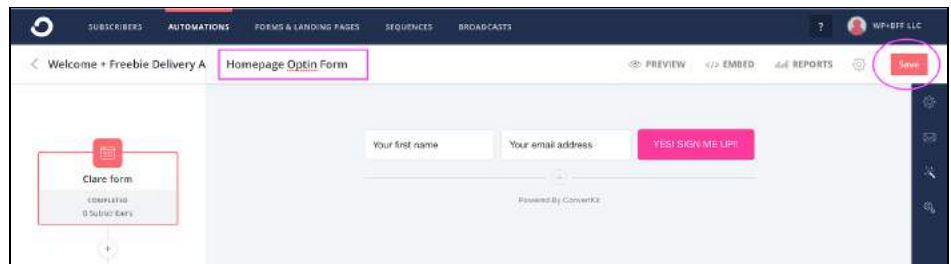 SUBSCRIBERS AUTOMATIONS FORMS & LANDING PAGES SEQUENCES BROADCASTS ? WP+BFF LLC
Welcome + Freebie Delivery A Homepage Optin Form PREVIEW </> EMBED REPORTS Save
Your first name Your email address YES! SIGN ME UP!!
Clare form
COMPLETED
0 Subscribers
Powered By ConvertKit